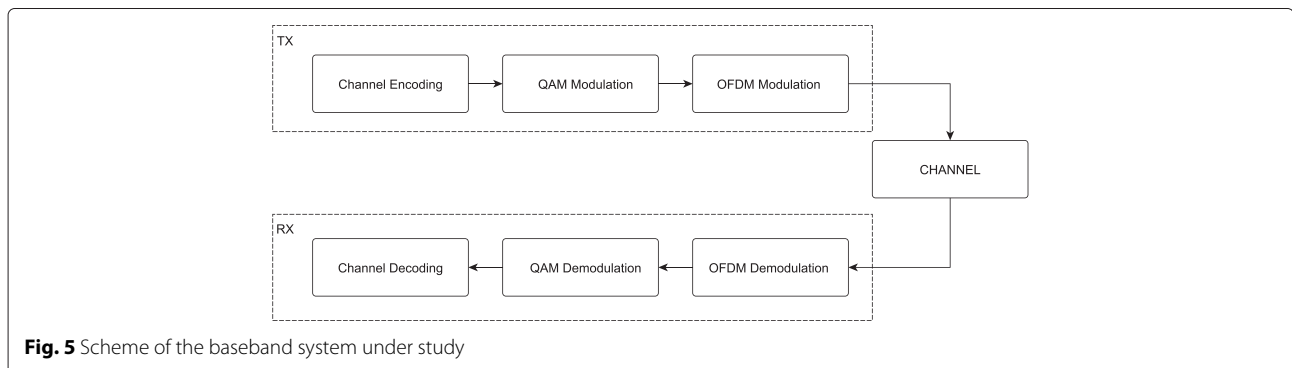 TX
Channel Encoding
QAM Modulation
OFDM Modulation
CHANNEL
RX
Channel Decoding
QAM Demodulation
OFDM Demodulation
Fig. 5 Scheme of the baseband system under study